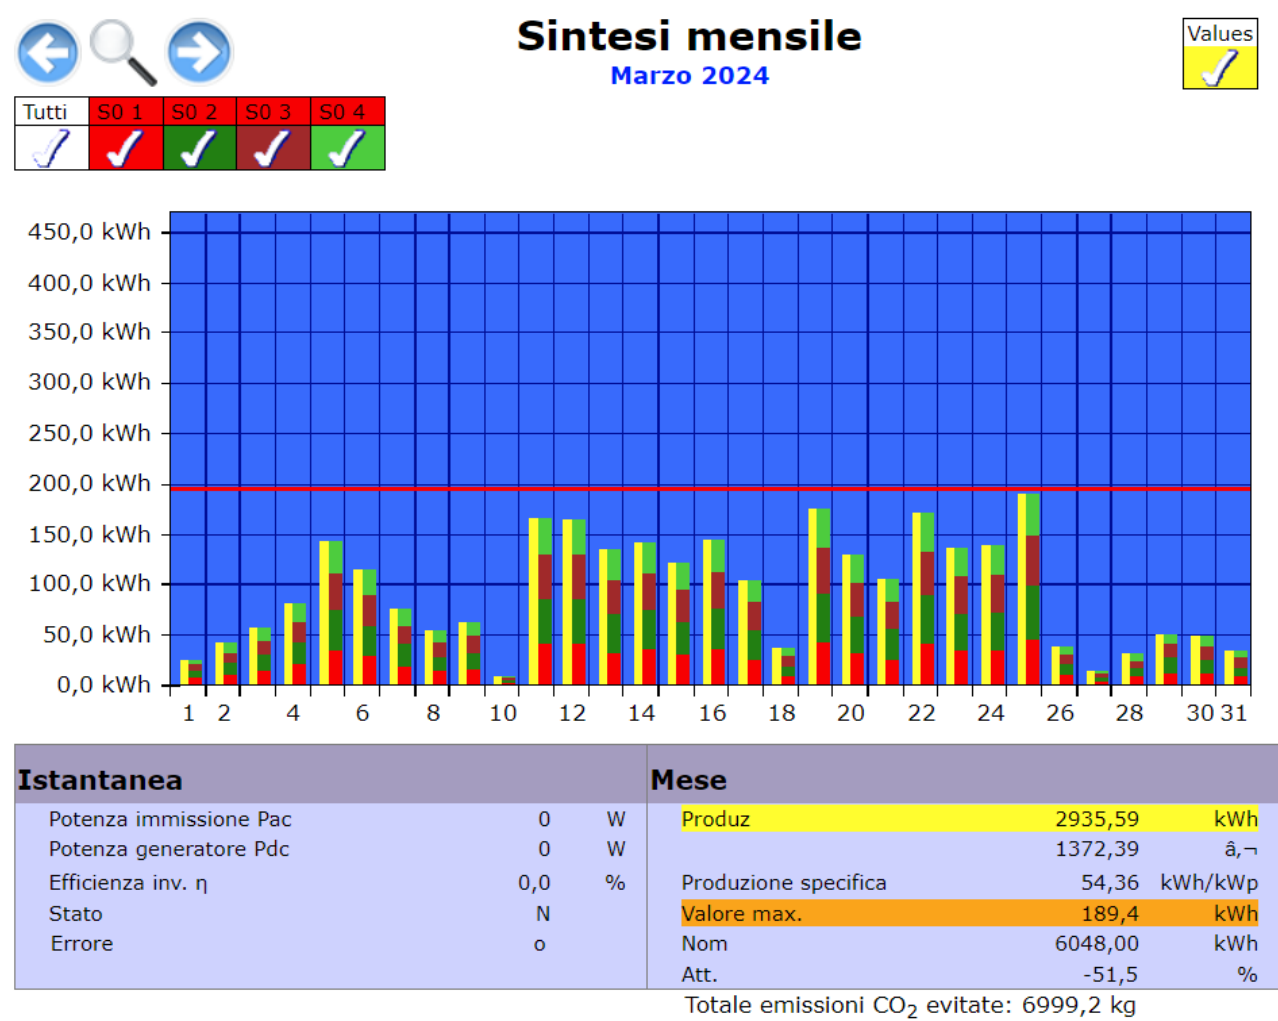 Sintesi mensile
Marzo 2024
Values
Tutti S0 1 S0 2 S0 3 S0 4
450,0 kWh
400,0 kWh
350,0 kWh
300,0 kWh
250,0 kWh
200,0 kWh
150,0 kWh
100,0 kWh
50,0 kWh
0,0 kWh
1 2 4 6 8 10 12 14 16 18 20 22 24 26 28 30 31
Istantanea
Potenza immissione Pac 0 W
Potenza generatore Pdc 0 W
Efficienza inv. η 0,0 %
Stato N
Errore o
Mese
Produz 2935,59 kWh
1372,39 â‚¬
Produzione specifica 54,36 kWh/kWp
Valore max. 189,4 kWh
Nom 6048,00 kWh
Att. -51,5 %
Totale emissioni CO₂ evitate: 6999,2 kg